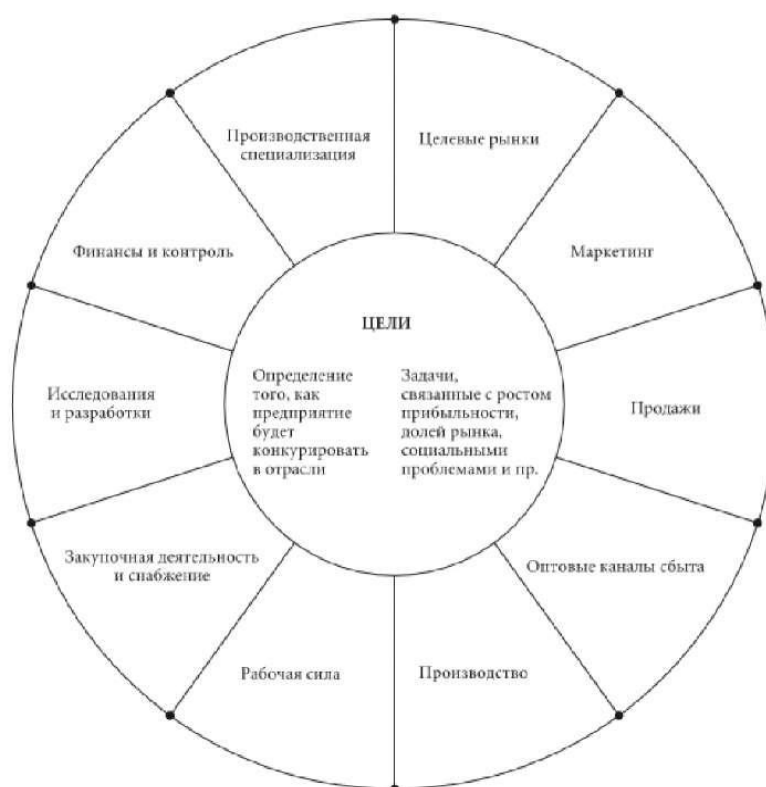 Производственная
специализация
Целевые рынки
Маркетинг
Продажи
Оптовые каналы сбыта
Производство
Рабочая сила
Закупочная деятельность
и снабжение
Исследования
и разработки
Финансы и контроль
ЦЕЛИ
Определение
того, как
предприятие
будет
конкурировать
в отрасли
Задачи,
связанные с ростом
прибыльности,
долей рынка,
социальными
проблемами и пр.